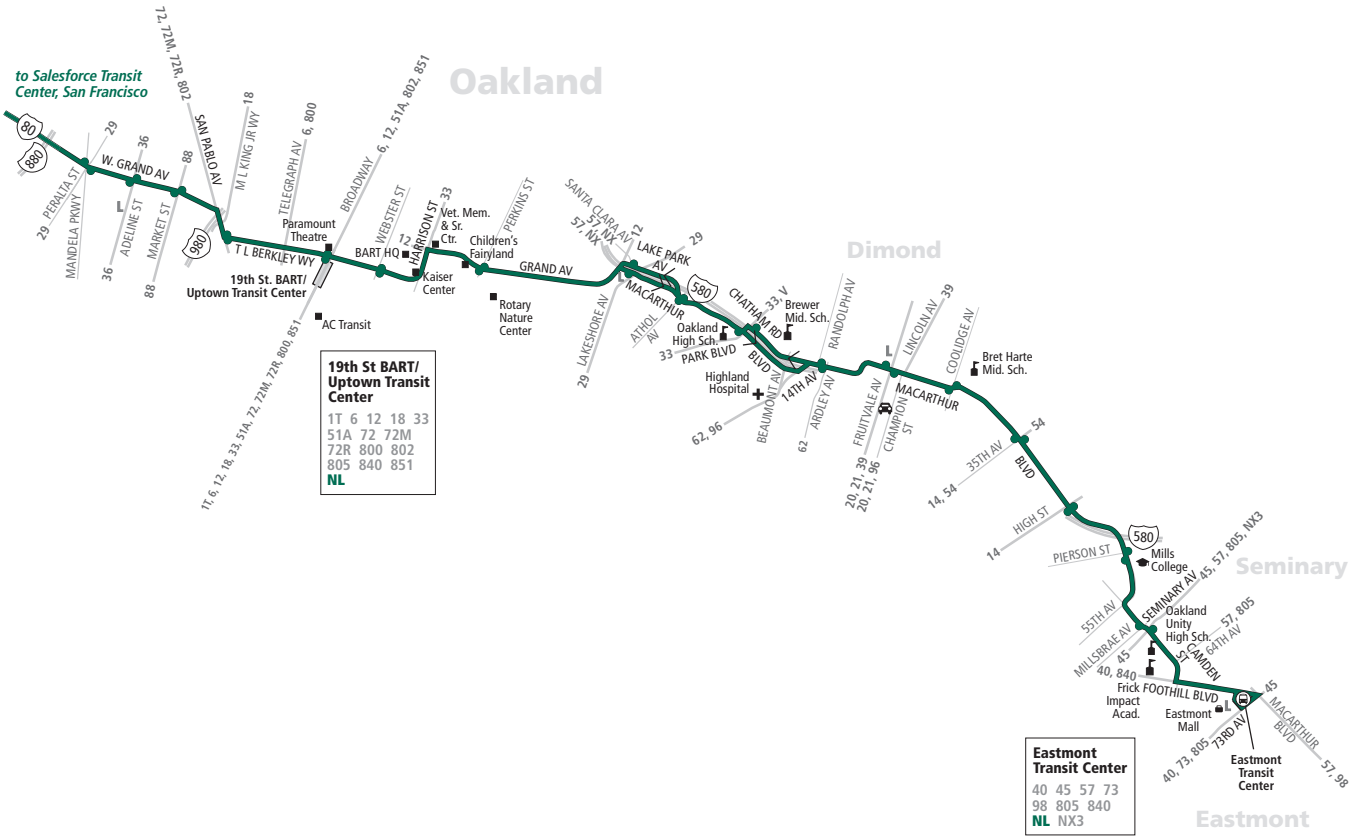 Oakland
to Salesforce Transit
Center, San Francisco
80
880
29
PERALTA ST
29
MANDELA PKWY
W. GRAND AV
36
L
ADELINE ST
36
88
MARKET ST
88
72, 72M, 72R, 802
SAN PABLO AV
980
18
M L KING JR WY
T L BERKLEY WY
6, 800
TELEGRAPH AV
Paramount
Theatre
6, 12, 51A, 802, 851
BROADWAY
19th St. BART/
Uptown Transit Center
AC Transit
1T, 6, 12, 18, 33, 51A, 72, 72M, 72R, 800, 851
WEBSTER ST
12
BART HQ
HARRISON ST
33
Kaiser
Center
Vet. Mem.
& Sr.
Ctr.
Children's
Fairyland
PERKINS ST
Rotary
Nature
Center
GRAND AV
SANTA CLARA AV
57, NX
57, NX
12
L
LAKE PARK
AV
29
LAKESHORE AV
29
MACARTHUR
BLVD
ATHOL
AV
580
Oakland
High Sch.
33
PARK BLVD
CHATHAM RD
33, V
Brewer
Mid. Sch.
Highland
Hospital
62, 96
BEAUMONT AV
14TH AV
Dimond
RANDOLPH AV
ARDLEY AV
62
L
FRUITVALE AV
20, 21, 39
LINCOLN AV
39
CHAMPION
ST
20, 21, 96
MACARTHUR
BLVD
COOLIDGE AV
Bret Harte
Mid. Sch.
54
35TH AV
14, 54
HIGH ST
14
580
PIERSON ST
Mills
College
Seminary
55TH AV
45, 57, 805, NX3
SEMINARY AV
MILLSBRAE AV
45
Oakland
Unity
High Sch.
57, 805
64TH AV
CAMDEN
ST
40, 840
Frick
Impact
Acad.
FOOTHILL BLVD
Eastmont
Mall
L
45
MACARTHUR
BLVD
57, 98
73RD AV
40, 73, 805
Eastmont
Transit
Center
Eastmont
19th St BART/
Uptown Transit
Center
1T 6 12 18 33
51A 72 72M
72R 800 802
805 840 851
NL
Eastmont
Transit Center
40 45 57 73
98 805 840
NL NX3